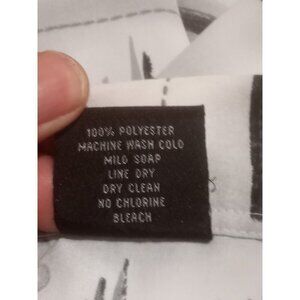 100% POLYESTER
MACHINE WASH COLD
MILD SOAP
LINE DRY
DRY CLEAN
NO CHLORINE
BLEACH